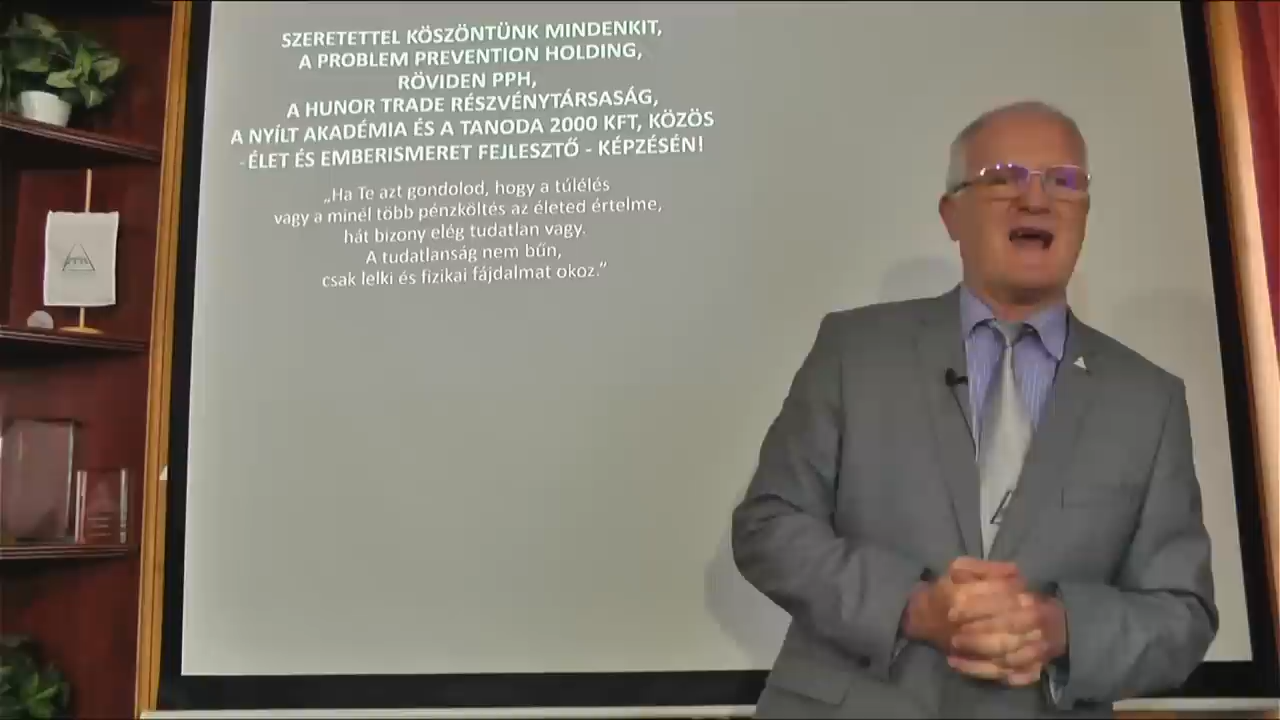 SZERETETTEL KÖSZÖNTÜNK MINDENKIT,
A PROBLEM PREVENTION HOLDING,
RÖVIDEN PPH,
A HUNOR TRADE RÉSZVÉNYTÁRSASÁG,
A NYÍLT AKADÉMIA ÉS A TANODA 2000 KFT, KÖZÖS
- ÉLET ÉS EMBERISMERET FEJLESZTŐ - KÉPZÉSÉN!
„Ha Te azt gondolod, hogy a túlélés
vagy a minél több pénzköltés az életed értelme,
hát bizony elég tudatlan vagy.
A tudatlanság nem bűn,
csak lelki és fizikai fájdalmat okoz.”